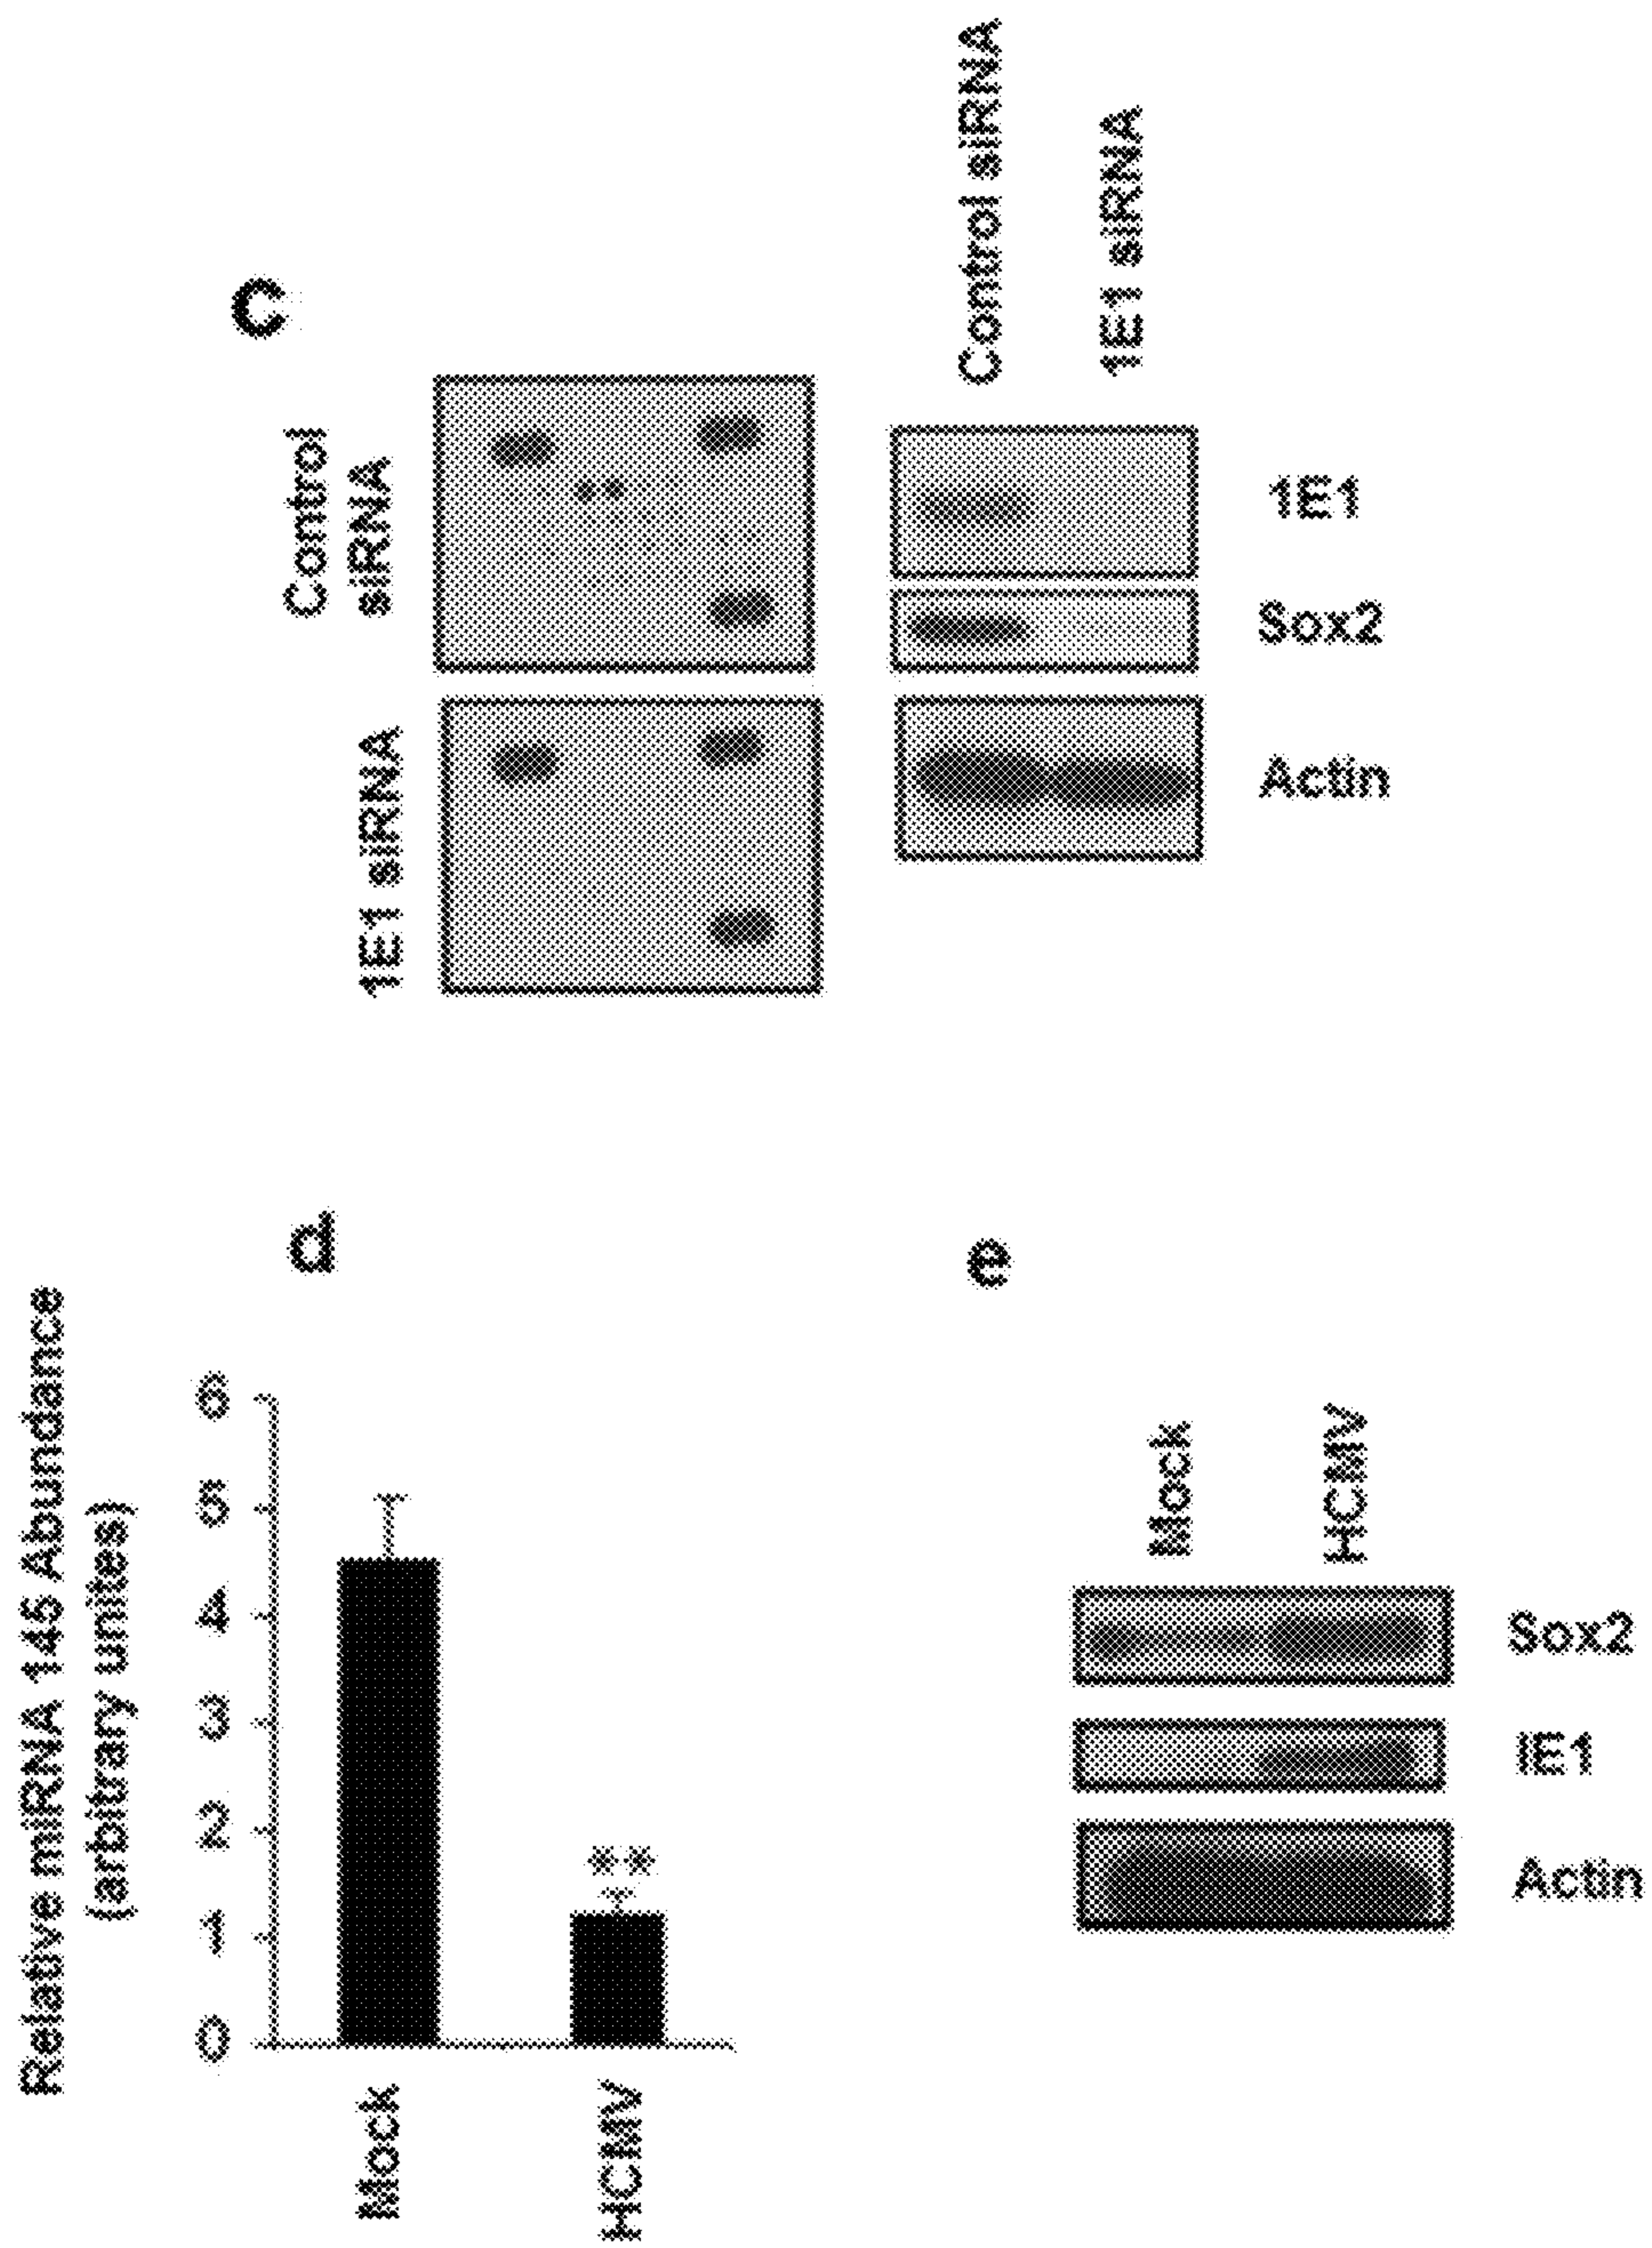 c
Control
siRNA
1E1 siRNA
Control siRNA
1E1 siRNA
1E1
Sox2
Actin
d
Relative miRNA 145 Abundance
(arbitrary unites)
6
5
4
3
2
1
0
**
Mock
HCMV
e
Mock
HCMV
Sox2
IE1
Actin